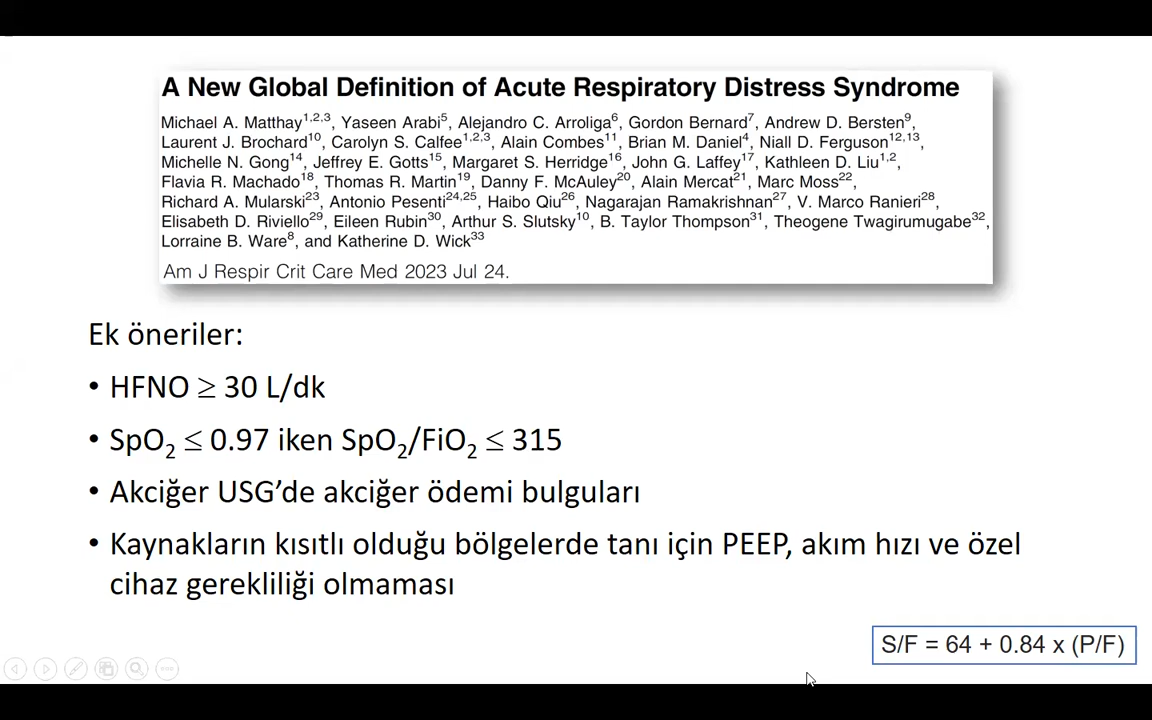 A New Global Definition of Acute Respiratory Distress Syndrome
Michael A. Matthay1,2,3, Yaseen Arabi5, Alejandro C. Arroliga6, Gordon Bernard7, Andrew D. Bersten9,
Laurent J. Brochard10, Carolyn S. Calfee1,2,3, Alain Combes11, Brian M. Daniel4, Niall D. Ferguson12,13,
Michelle N. Gong14, Jeffrey E. Gotts15, Margaret S. Herridge16, John G. Laffey17, Kathleen D. Liu1,2,
Flavia R. Machado18, Thomas R. Martin19, Danny F. McAuley20, Alain Mercat21, Marc Moss22,
Richard A. Mularski23, Antonio Pesenti24,25, Haibo Qiu26, Nagarajan Ramakrishnan27, V. Marco Ranieri28,
Elisabeth D. Riviello29, Eileen Rubin30, Arthur S. Slutsky10, B. Taylor Thompson31, Theogene Twagirumugabe32,
Lorraine B. Ware8, and Katherine D. Wick33
Am J Respir Crit Care Med 2023 Jul 24.
Ek öneriler:
• HFNO ≥ 30 L/dk
• SpO2 ≤ 0.97 iken SpO2/FiO2 ≤ 315
• Akciğer USG’de akciğer ödemi bulguları
• Kaynakların kısıtlı olduğu bölgelerde tanı için PEEP, akım hızı ve özel
cihaz gerekliliği olmaması
S/F = 64 + 0.84 x (P/F)